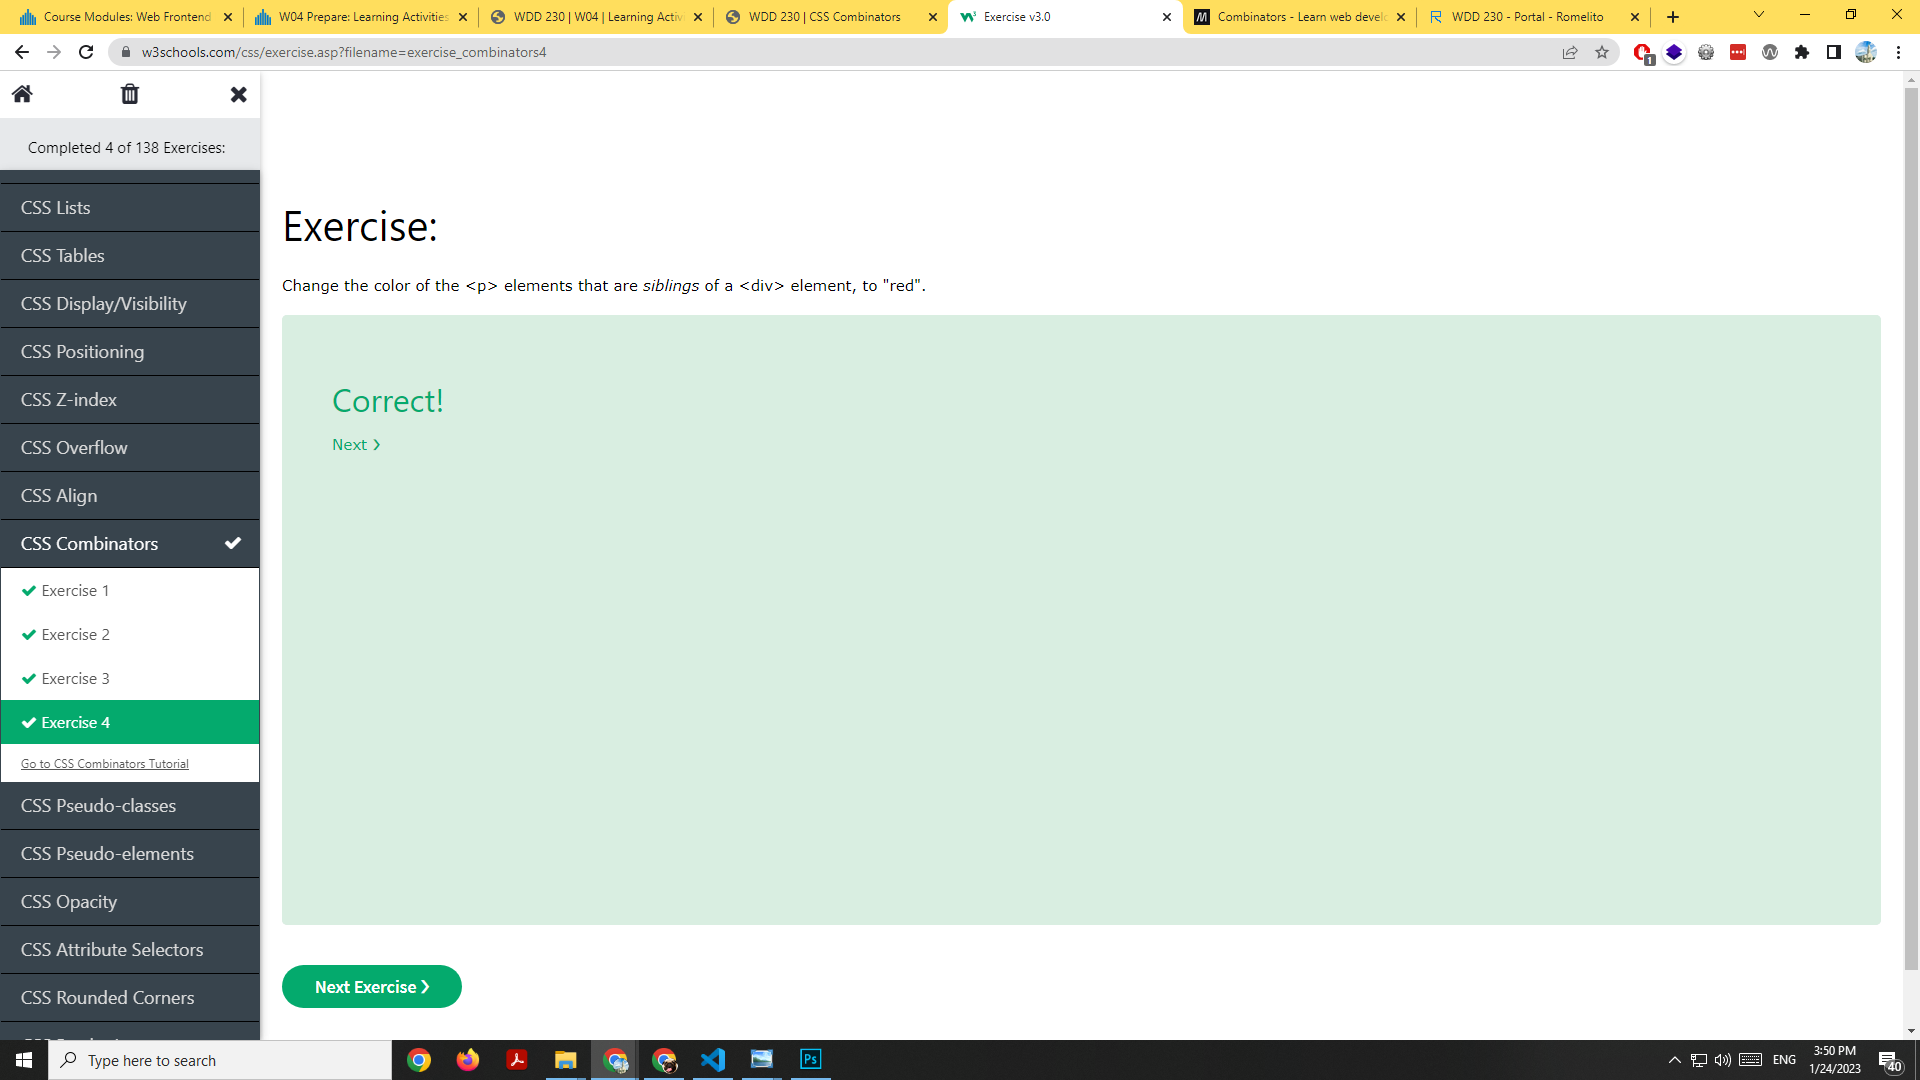 Course Modules: Web Frontend
W04 Prepare: Learning Activities
WDD 230 | W04 | Learning Activi
WDD 230 | CSS Combinators
Exercise v3.0
Combinators - Learn web develo
WDD 230 - Portal - Romelito
w3schools.com/css/exercise.asp?filename=exercise_combinators4
1
Completed 4 of 138 Exercises:
CSS Lists
CSS Tables
CSS Display/Visibility
CSS Positioning
CSS Z-index
CSS Overflow
CSS Align
CSS Combinators
Exercise 1
Exercise 2
Exercise 3
Exercise 4
Go to CSS Combinators Tutorial
CSS Pseudo-classes
CSS Pseudo-elements
CSS Opacity
CSS Attribute Selectors
CSS Rounded Corners
Exercise:
Change the color of the <p> elements that are siblings of a <div> element, to "red".
Correct!
Next ❯
Next Exercise ❯
Type here to search
Ps
ENG
3:50 PM
1/24/2023
40